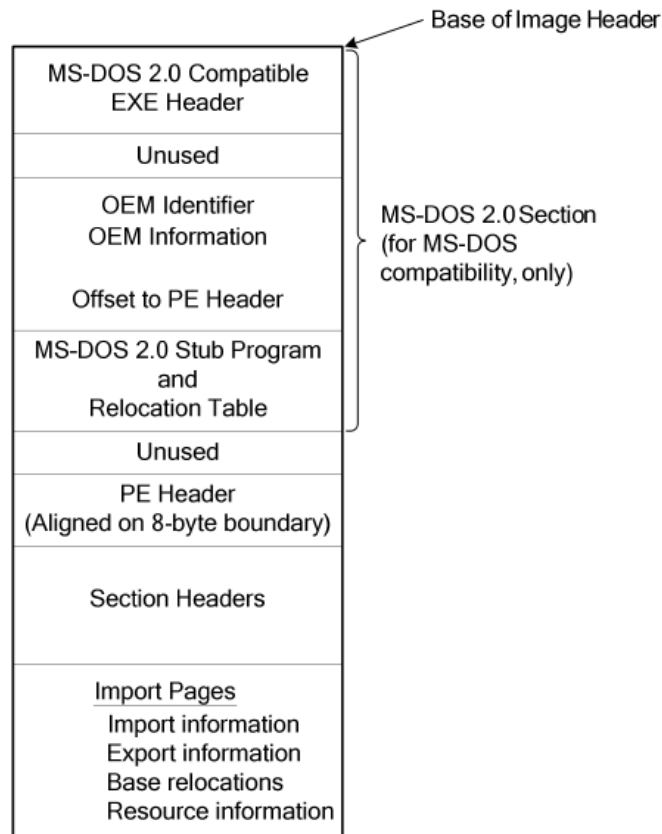 Base of Image Header
MS-DOS 2.0 Compatible
EXE Header
Unused
OEM Identifier
OEM Information
Offset to PE Header
MS-DOS 2.0 Section
(for MS-DOS
compatibility, only)
MS-DOS 2.0 Stub Program
and
Relocation Table
Unused
PE Header
(Aligned on 8-byte boundary)
Section Headers
Import Pages
Import information
Export information
Base relocations
Resource information